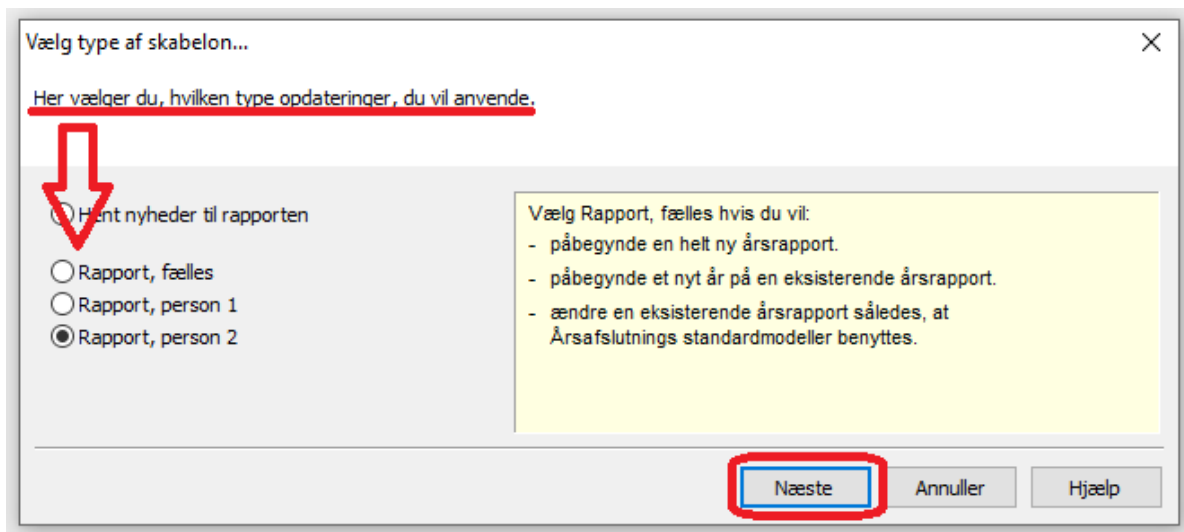 Vælg type af skabelon...
Her vælger du, hvilken type opdateringer, du vil anvende.
Hent nyheder til rapporten
Rapport, fælles
Rapport, person 1
Rapport, person 2
Vælg Rapport, fælles hvis du vil:
- påbegynde en helt ny årsrapport.
- påbegynde et nyt år på en eksisterende årsrapport.
- ændre en eksisterende årsrapport således, at
Årsafslutnings standardmodeller benyttes.
Næste
Annuller
Hjælp